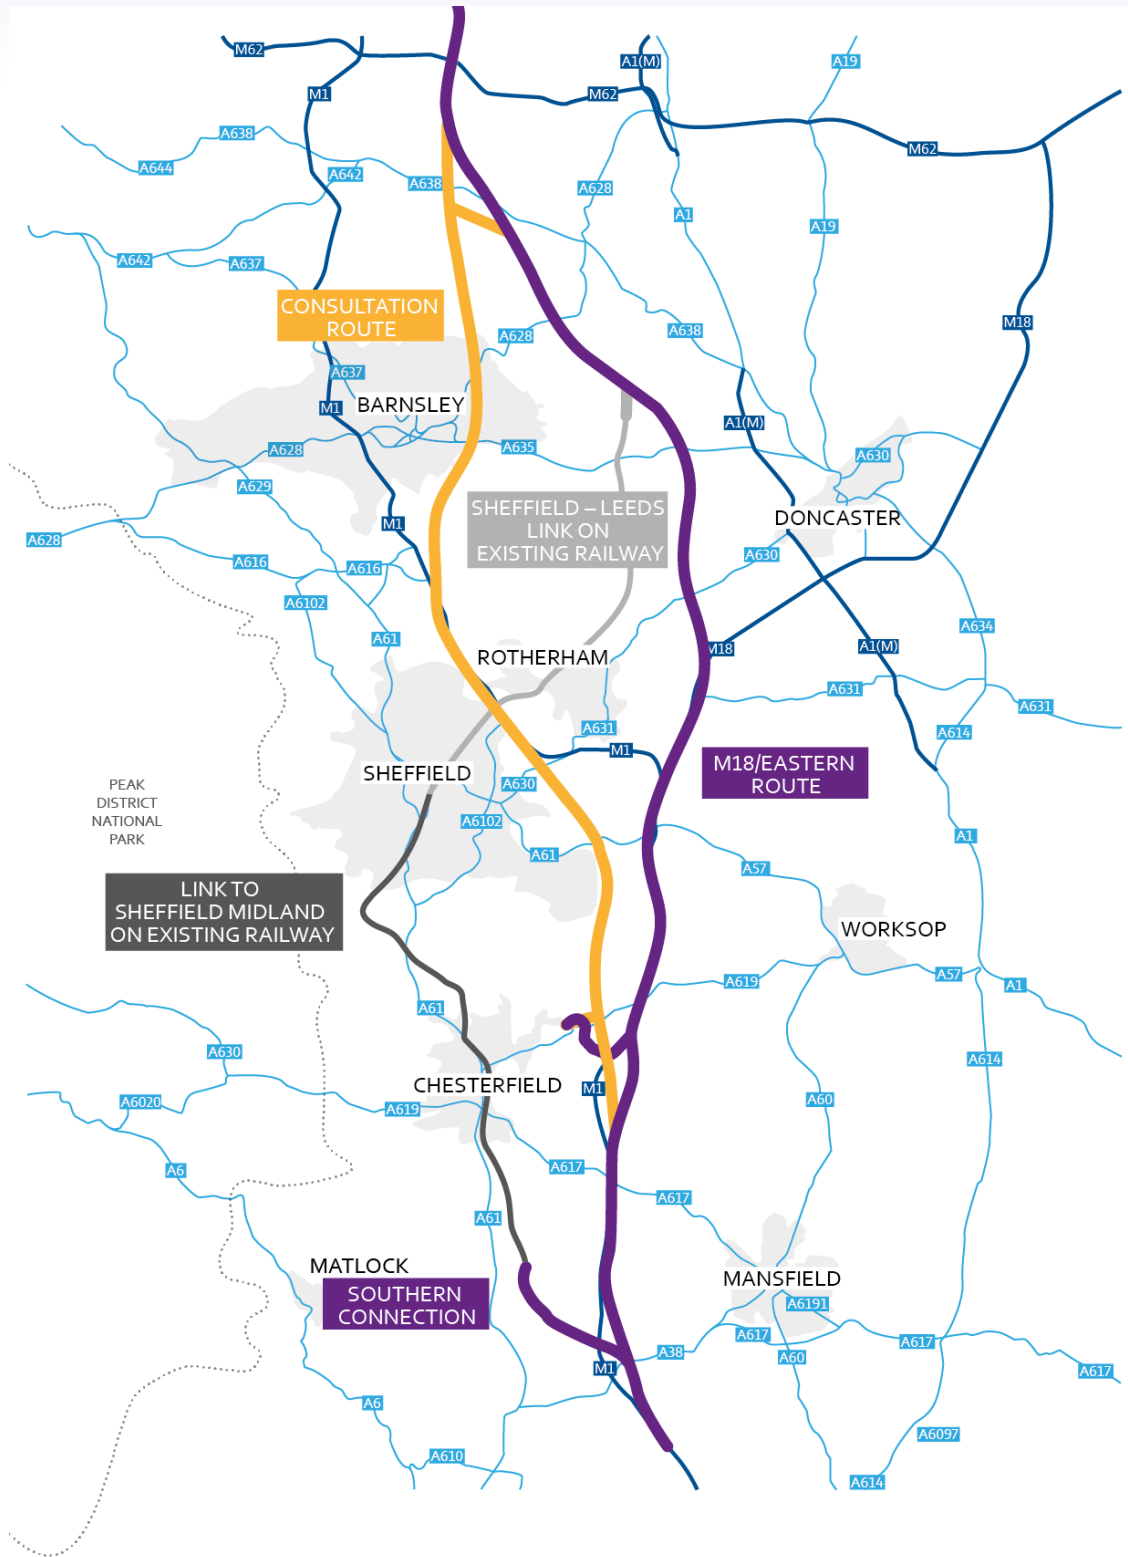 M62
A1(M)
A19
M1
M62
A638
M62
A644
A642
A638
A628
A1
A19
A642
A637
CONSULTATION
ROUTE
M18
A638
A628
A637
BARNSLEY
M1
A1(M)
A628
A635
A630
A629
SHEFFIELD – LEEDS
LINK ON
EXISTING RAILWAY
DONCASTER
M1
A628
A616
A616
A630
A6102
A61
A634
ROTHERHAM
M18
A1(M)
A631
A631
A631
A614
M1
M18/EASTERN
ROUTE
SHEFFIELD
A630
PEAK
DISTRICT
NATIONAL
PARK
A6102
A1
A61
A57
LINK TO
SHEFFIELD MIDLAND
ON EXISTING RAILWAY
WORKSOP
A57
A619
A1
A61
A630
A614
CHESTERFIELD
M1
A6020
A619
A60
A6
A617
A617
A61
MATLOCK
MANSFIELD
SOUTHERN
CONNECTION
A6191
A617
A617
A38
A60
M1
A617
A6
A6097
A610
A614